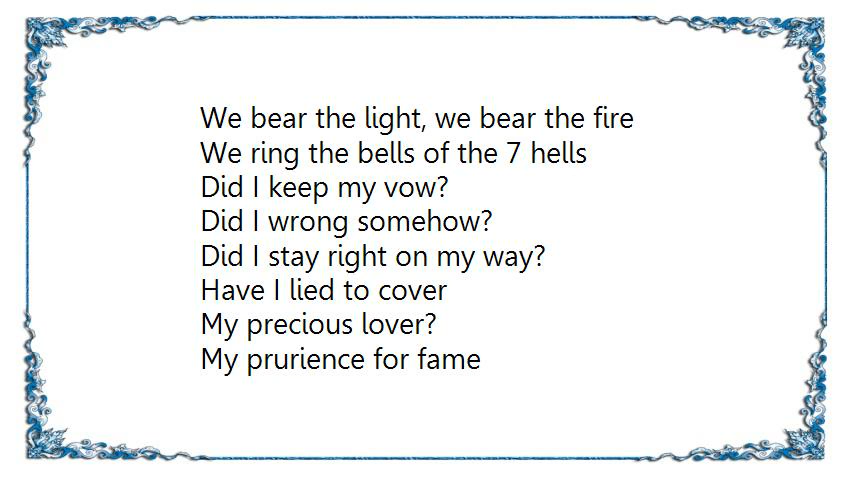 We bear the light, we bear the fire
We ring the bells of the 7 hells
Did I keep my vow?
Did I wrong somehow?
Did I stay right on my way?
Have I lied to cover
My precious lover?
My prurience for fame